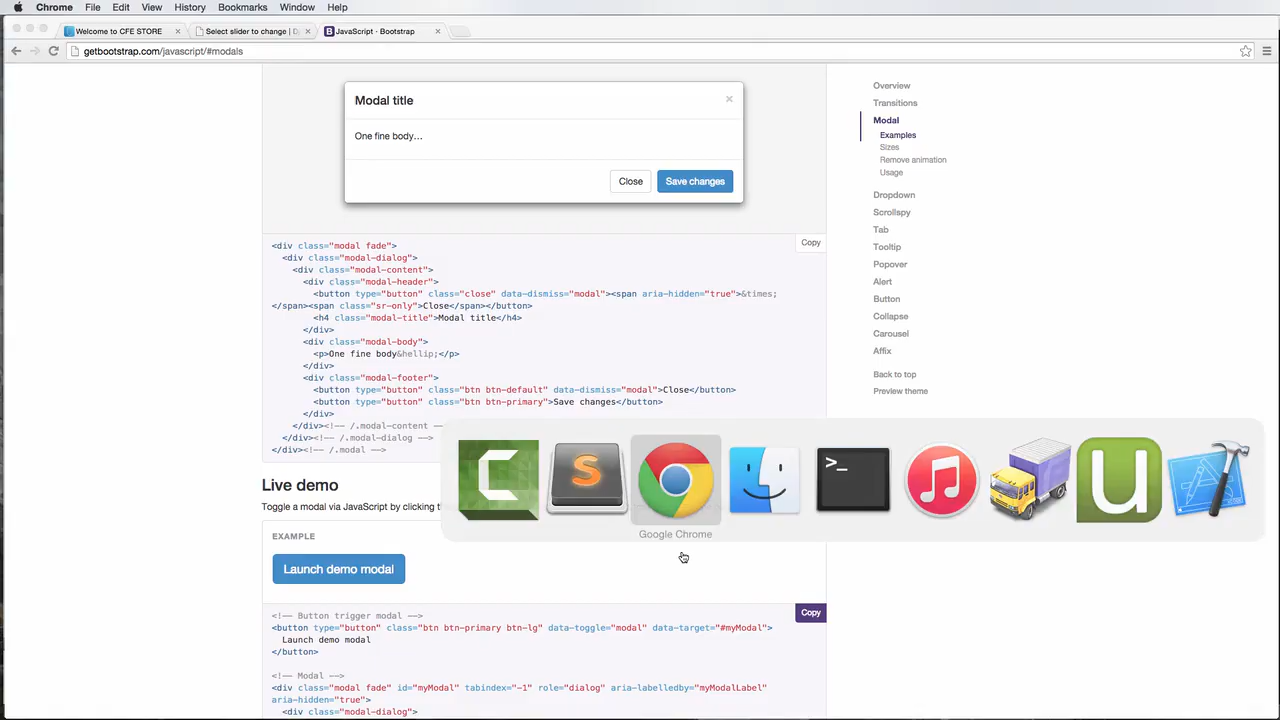 Chrome File Edit View History Bookmarks Window Help
Welcome to CFE STORE × Select slider to change | D × JavaScript · Bootstrap ×
getbootstrap.com/javascript/#modals
Modal title ×
One fine body…
Close Save changes
Copy
<div class="modal fade">
<div class="modal-dialog">
<div class="modal-content">
<div class="modal-header">
<button type="button" class="close" data-dismiss="modal"><span aria-hidden="true">&times;
</span><span class="sr-only">Close</span></button>
<h4 class="modal-title">Modal title</h4>
</div>
<div class="modal-body">
<p>One fine body&hellip;</p>
</div>
<div class="modal-footer">
<button type="button" class="btn btn-default" data-dismiss="modal">Close</button>
<button type="button" class="btn btn-primary">Save changes</button>
</div>
</div><!-- /.modal-content -->
</div><!-- /.modal-dialog -->
</div><!-- /.modal -->
Live demo
Toggle a modal via JavaScript by clicking t
EXAMPLE
Launch demo modal
Copy
<!-- Button trigger modal -->
<button type="button" class="btn btn-primary btn-lg" data-toggle="modal" data-target="#myModal">
Launch demo modal
</button>
<!-- Modal -->
<div class="modal fade" id="myModal" tabindex="-1" role="dialog" aria-labelledby="myModalLabel"
aria-hidden="true">
<div class="modal-dialog">
Overview
Transitions
Modal
Examples
Sizes
Remove animation
Usage
Dropdown
Scrollspy
Tab
Tooltip
Popover
Alert
Button
Collapse
Carousel
Affix
Back to top
Preview theme
Google Chrome